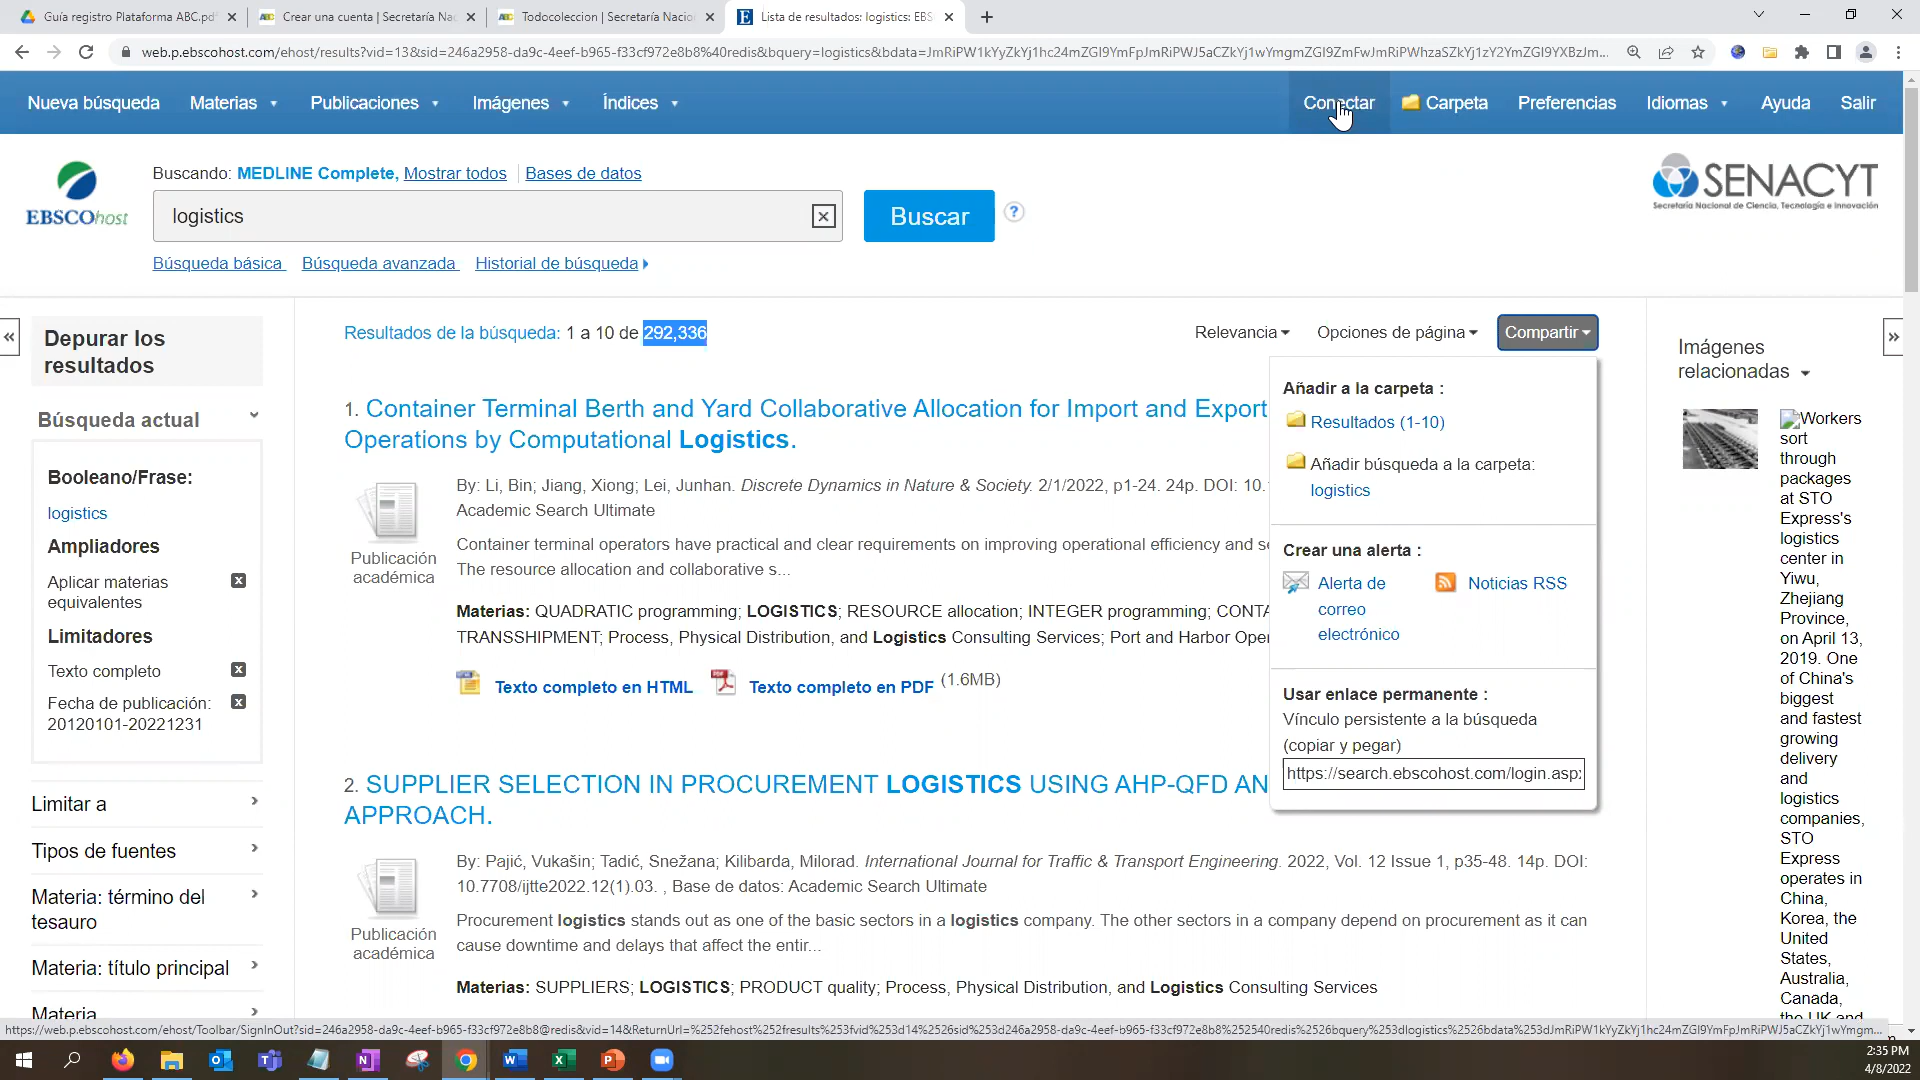 Guía registro Plataforma ABC.pdf
Crear una cuenta | Secretaría Na
Todocoleccion | Secretaría Nacio
Lista de resultados: logistics: EBS
Nueva búsqueda
Materias
Publicaciones
Imágenes
Índices
Conectar
Carpeta
Preferencias
Idiomas
Ayuda
Salir
Buscando: MEDLINE Complete, Mostrar todos
Bases de datos
EBSCOhost
logistics
Buscar
?
SENACYT
Secretaría Nacional de Ciencia, Tecnología e Innovación
Búsqueda básica
Búsqueda avanzada
Historial de búsqueda
Depurar los
resultados
Búsqueda actual
Booleano/Frase:
logistics
Ampliadores
Aplicar materias
equivalentes
Limitadores
Texto completo
Fecha de publicación:
20120101-20221231
Limitar a
Tipos de fuentes
Materia: término del
tesauro
Materia: título principal
Materia
Resultados de la búsqueda: 1 a 10 de 292,336
Relevancia
Opciones de página
Compartir
1. Container Terminal Berth and Yard Collaborative Allocation for Import and Export
Operations by Computational Logistics.
Publicación
académica
By: Li, Bin; Jiang, Xiong; Lei, Junhan. Discrete Dynamics in Nature & Society. 2/1/2022, p1-24. 24p. DOI: 10.
Academic Search Ultimate
Container terminal operators have practical and clear requirements on improving operational efficiency and se
The resource allocation and collaborative s...
Materias: QUADRATIC programming; LOGISTICS; RESOURCE allocation; INTEGER programming; CONTA
TRANSSHIPMENT; Process, Physical Distribution, and Logistics Consulting Services; Port and Harbor Oper
Texto completo en HTML
Texto completo en PDF (1.6MB)
2. SUPPLIER SELECTION IN PROCUREMENT LOGISTICS USING AHP-QFD AN
APPROACH.
Publicación
académica
By: Pajić, Vukašin; Tadić, Snežana; Kilibarda, Milorad. International Journal for Traffic & Transport Engineering. 2022, Vol. 12 Issue 1, p35-48. 14p. DOI:
10.7708/ijtte2022.12(1).03. , Base de datos: Academic Search Ultimate
Procurement logistics stands out as one of the basic sectors in a logistics company. The other sectors in a company depend on procurement as it can
cause downtime and delays that affect the entir...
Materias: SUPPLIERS; LOGISTICS; PRODUCT quality; Process, Physical Distribution, and Logistics Consulting Services
Añadir a la carpeta :
Resultados (1-10)
Añadir búsqueda a la carpeta:
logistics
Crear una alerta :
Alerta de
correo
electrónico
Noticias RSS
Usar enlace permanente :
Vínculo persistente a la búsqueda
(copiar y pegar)
https://search.ebscohost.com/login.asp
Imágenes
relacionadas
Workers
sort
through
packages
at STO
Express's
logistics
center in
Yiwu,
Zhejiang
Province,
on April 13,
2019. One
of China's
biggest
and fastest
growing
delivery
and
logistics
companies,
STO
Express
operates in
China,
Korea, the
United
States,
Australia,
Canada,
the UK and
2:35 PM
4/8/2022